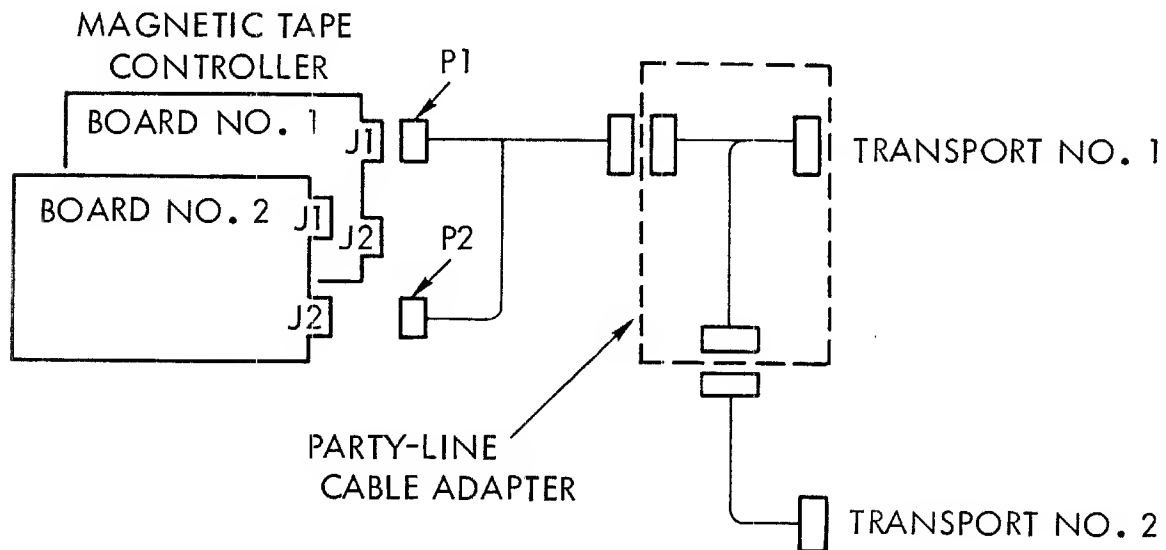 MAGNETIC TAPE
CONTROLLER
P1
BOARD NO. 1
J1
TRANSPORT NO. 1
BOARD NO. 2
J1
J2
P2
J2
PARTY-LINE
CABLE ADAPTER
TRANSPORT NO. 2